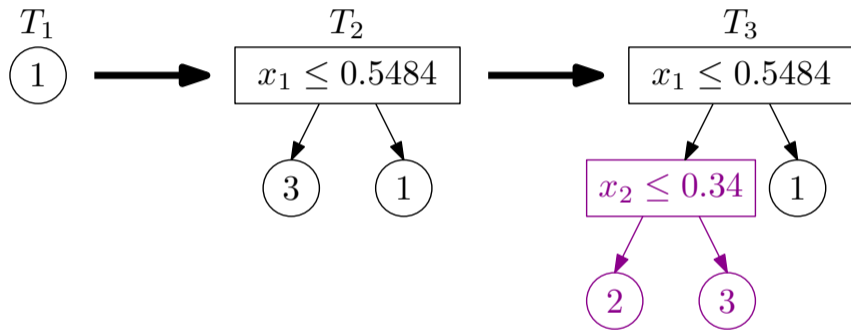 T₁ T₂ T₃
1 x₁ ≤ 0.5484 x₁ ≤ 0.5484
3 1 x₂ ≤ 0.34 1
2 3